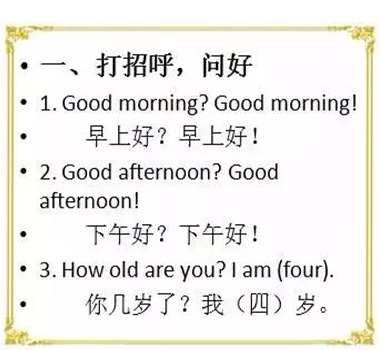 • 一、打招呼，问好
• 1. Good morning? Good morning!
• 早上好？早上好！
• 2. Good afternoon? Good
afternoon!
• 下午好？下午好！
• 3. How old are you? I am (four).
• 你几岁了？我（四）岁。